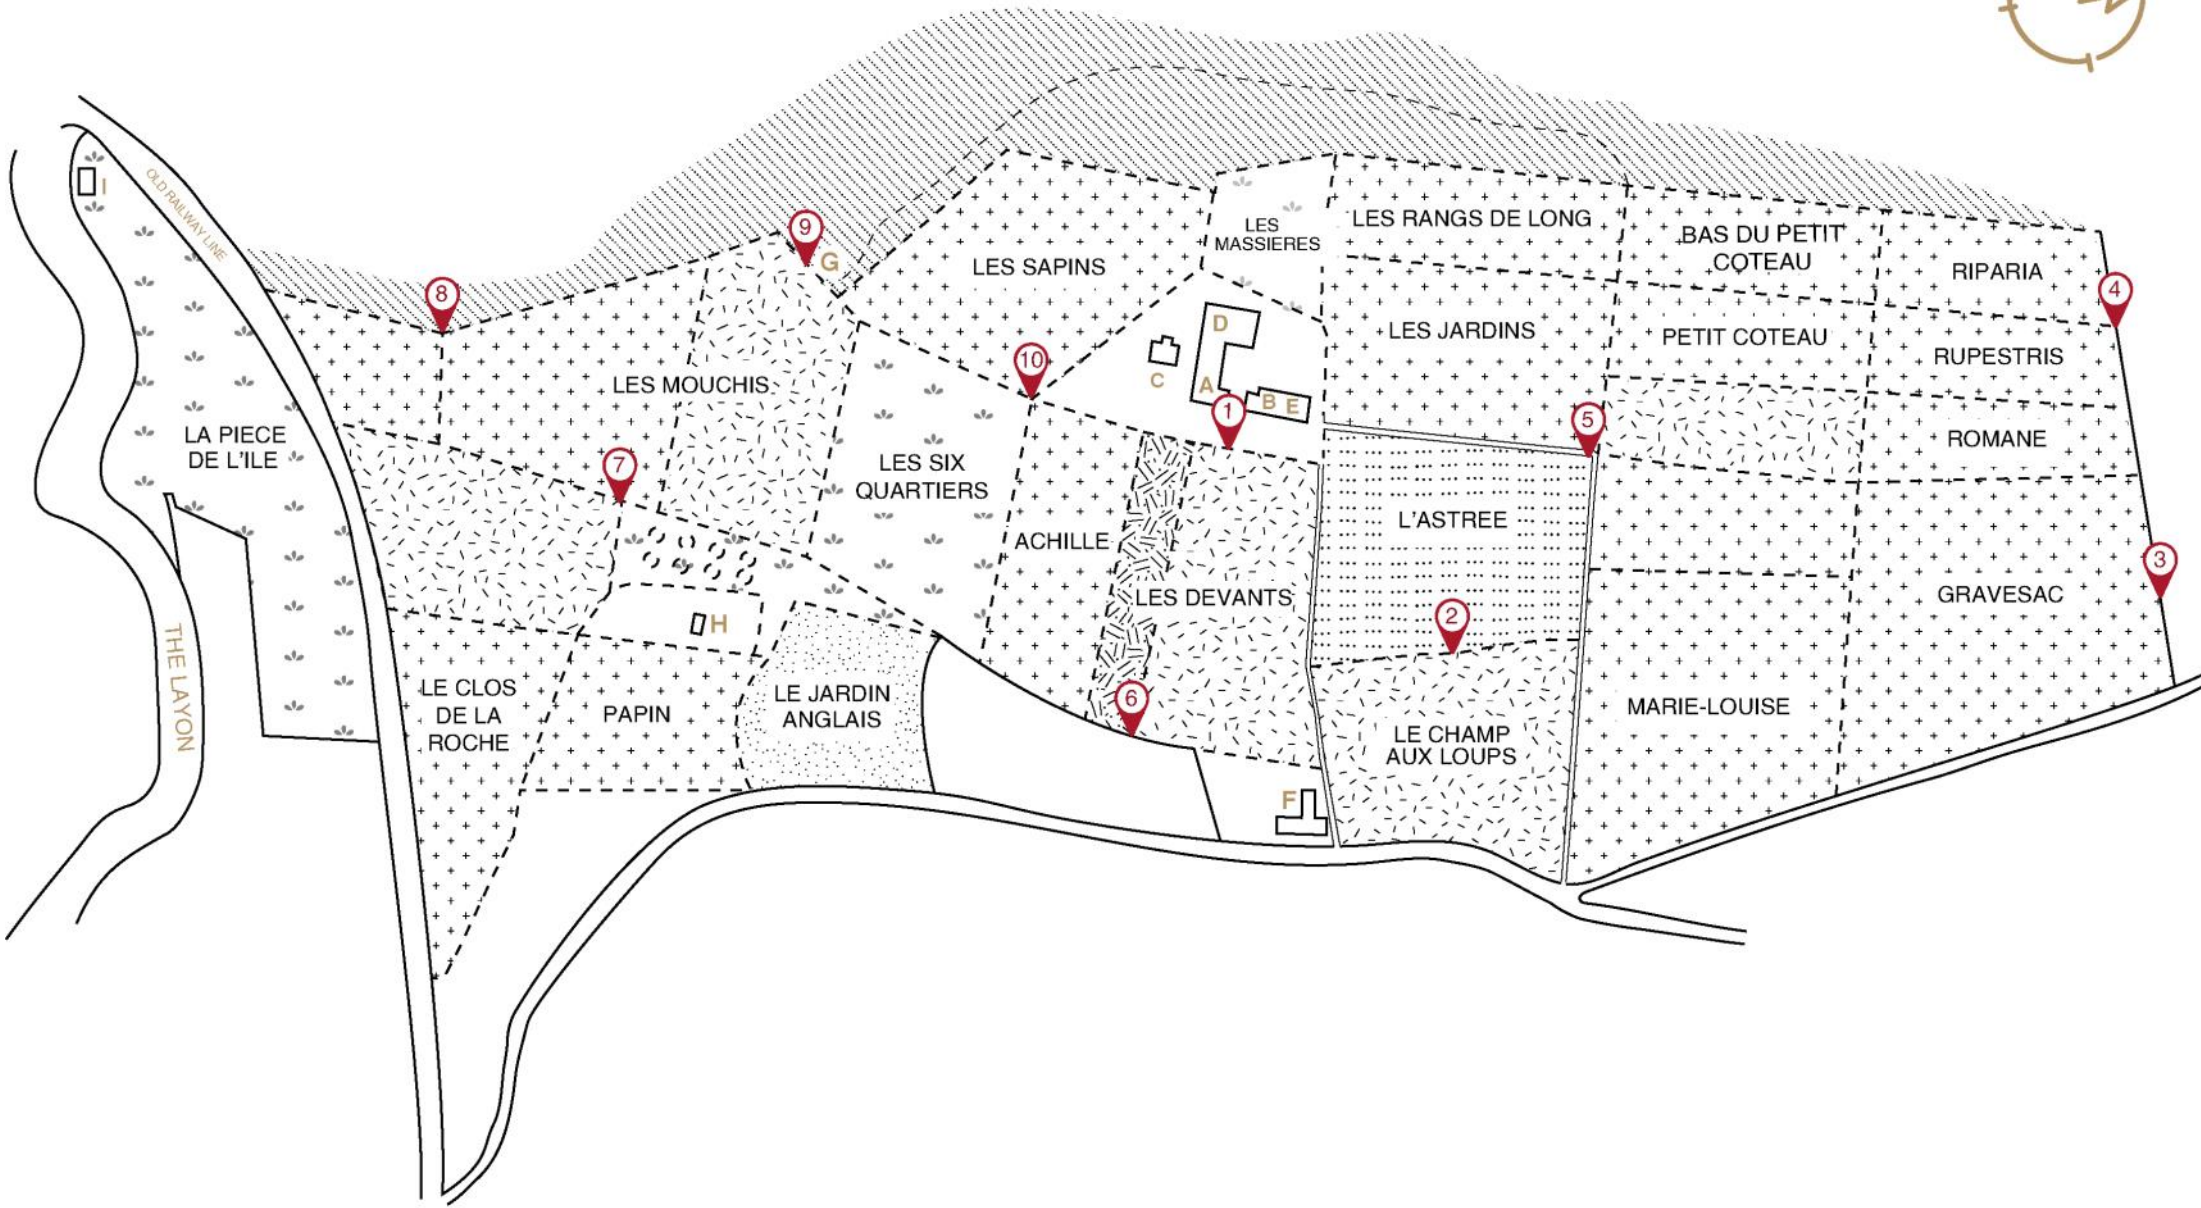 I
OLD RAILWAY LINE
8
9
G
LES SAPINS
LES
MASSIERES
LES RANGS DE LONG
BAS DU PETIT
COTEAU
RIPARIA
4
LES MOUCHIS
10
D
C
A
1
B
E
LES JARDINS
PETIT COTEAU
RUPESTRIS
5
ROMANE
LA PIECE
DE L'ILE
7
LES SIX
QUARTIERS
ACHILLE
LES DEVANTS
L'ASTREE
2
GRAVESAC
3
THE LAYON
H
LE CLOS
DE LA
ROCHE
PAPIN
LE JARDIN
ANGLAIS
6
F
LE CHAMP
AUX LOUPS
MARIE-LOUISE